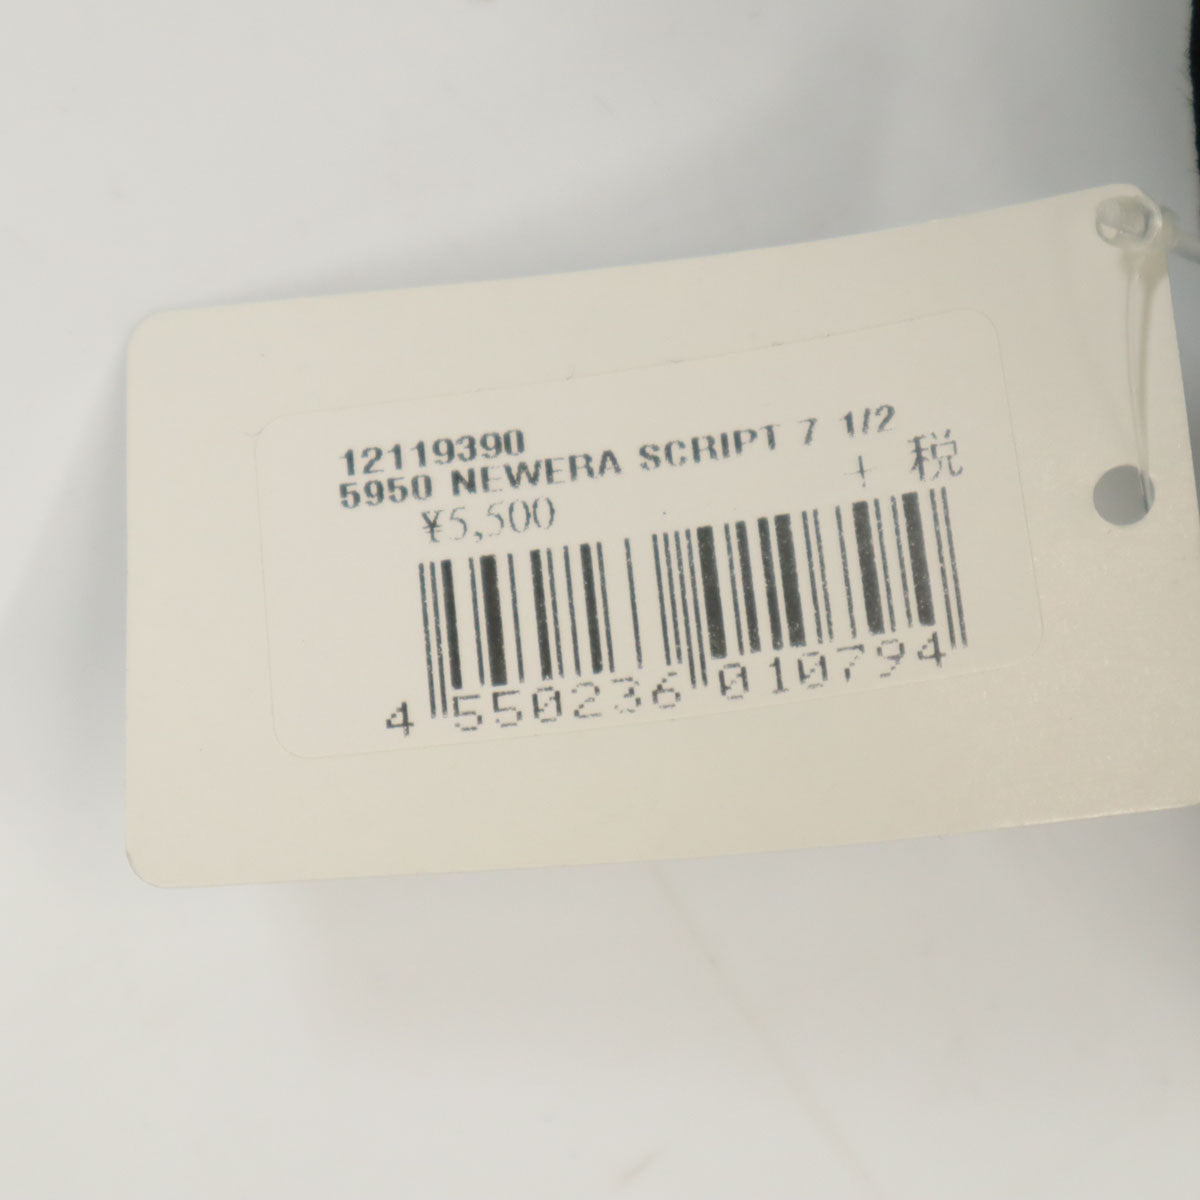 12119390
5950 NEWERA SCRIPT 7 1/2
¥5,500 + 税
4 550236 010794